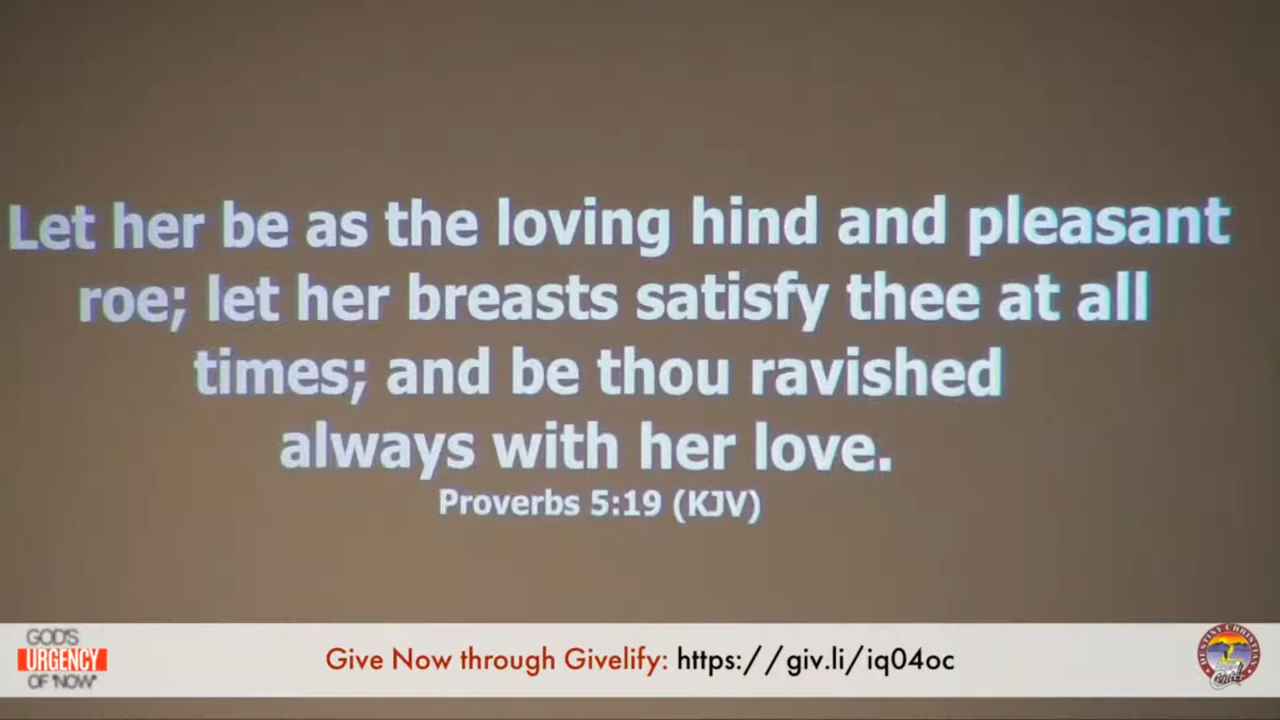 Let her be as the loving hind and pleasant
roe; let her breasts satisfy thee at all
times; and be thou ravished
always with her love.
Proverbs 5:19 (KJV)
GOD'S
URGENCY
OF "NOW"
Give Now through Givelify: https://giv.li/iq04oc
DESTINY CHRISTIAN